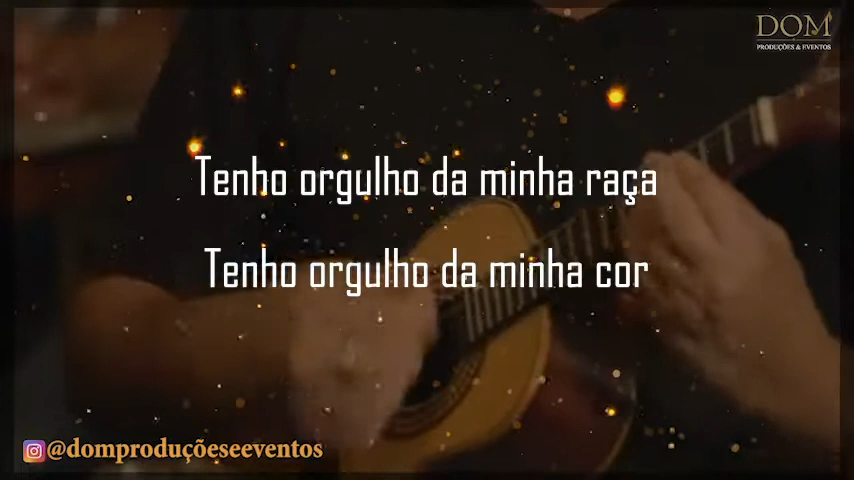 DOM
PRODUÇÕES & EVENTOS
Tenho orgulho da minha raça
Tenho orgulho da minha cor
@domproduçõeseeventos